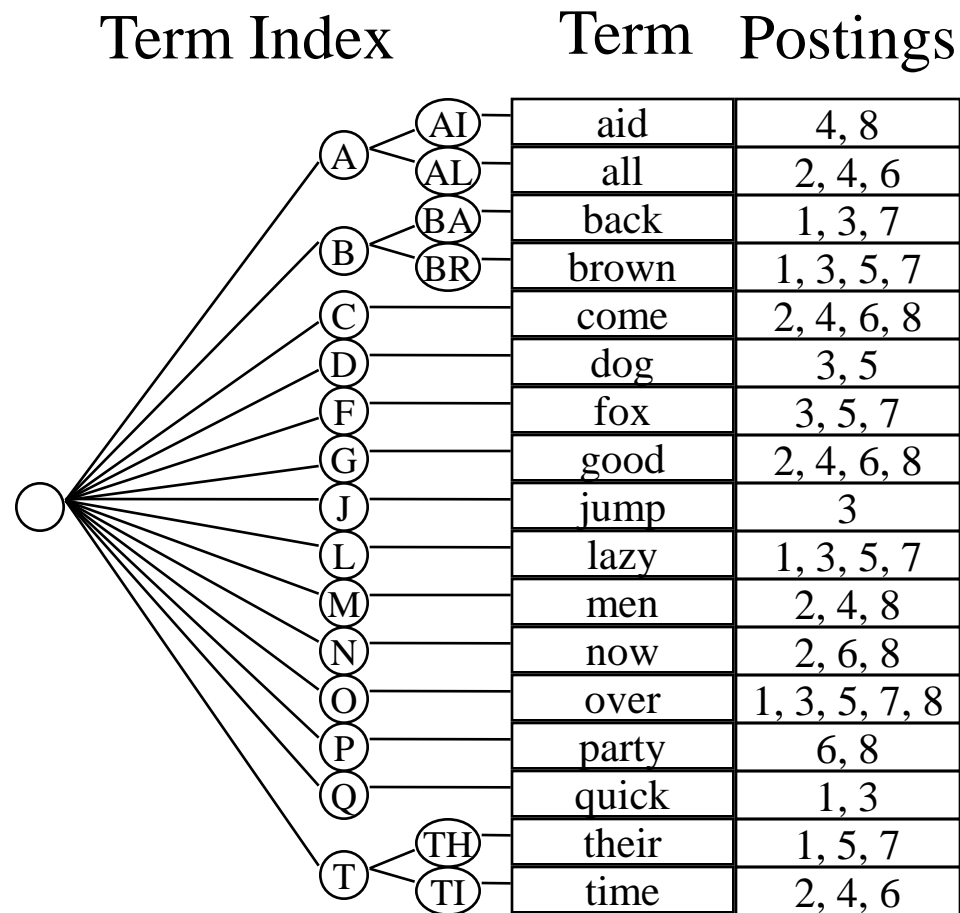 Term Index Term Postings
A AI aid 4, 8
AL all 2, 4, 6
B BA back 1, 3, 7
BR brown 1, 3, 5, 7
C come 2, 4, 6, 8
D dog 3, 5
F fox 3, 5, 7
G good 2, 4, 6, 8
J jump 3
L lazy 1, 3, 5, 7
M men 2, 4, 8
N now 2, 6, 8
O over 1, 3, 5, 7, 8
P party 6, 8
Q quick 1, 3
T TH their 1, 5, 7
TI time 2, 4, 6